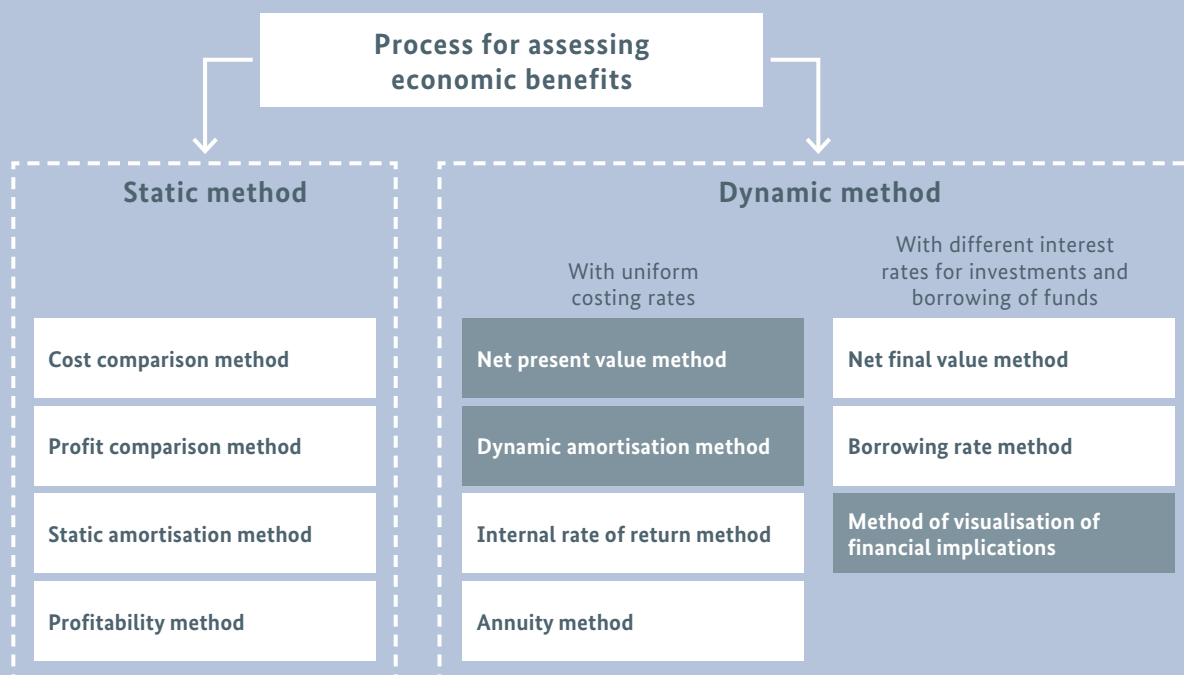 Process for assessing
economic benefits
Static method
Cost comparison method
Profit comparison method
Static amortisation method
Profitability method
Dynamic method
With uniform
costing rates
Net present value method
Dynamic amortisation method
Internal rate of return method
Annuity method
With different interest
rates for investments and
borrowing of funds
Net final value method
Borrowing rate method
Method of visualisation of
financial implications